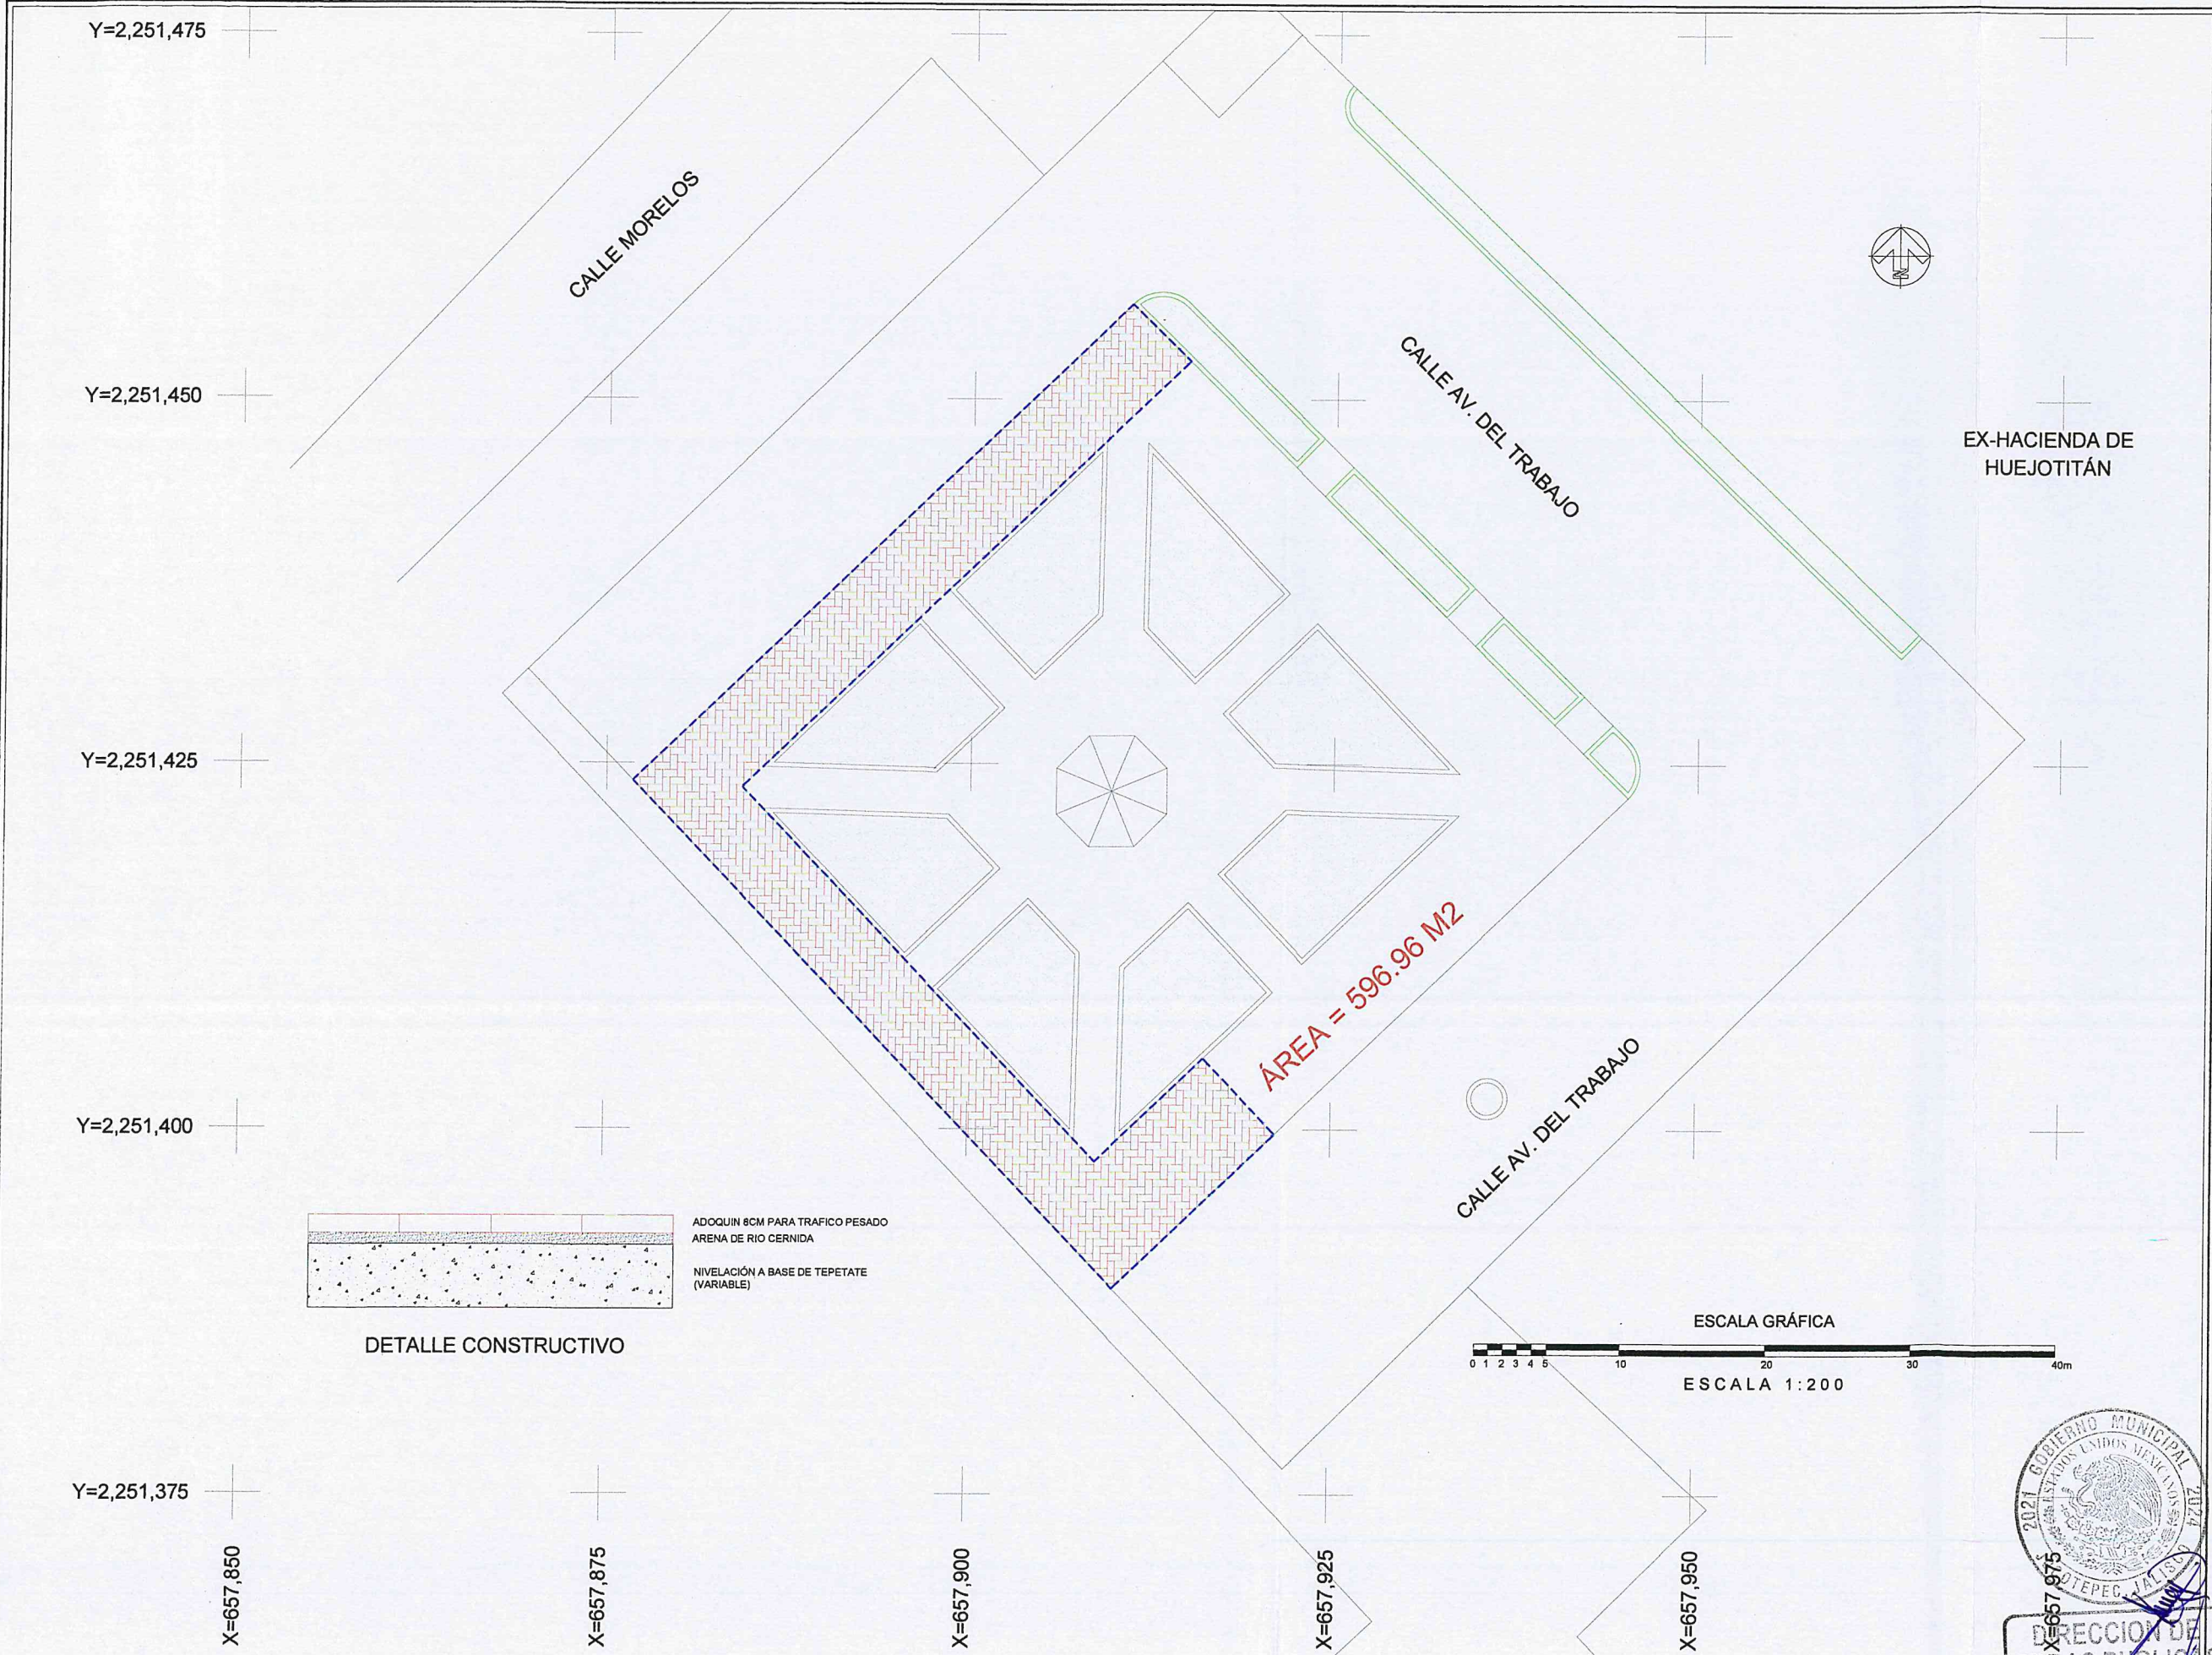 Y=2,251,475
CALLE MORELOS
CALLE AV. DEL TRABAJO
N
Y=2,251,450
EX-HACIENDA DE
HUEJOTITÁN
Y=2,251,425
ÁREA = 596.96 M2
CALLE AV. DEL TRABAJO
Y=2,251,400
ADOQUIN 8CM PARA TRAFICO PESADO
ARENA DE RIO CERNIDA
NIVELACIÓN A BASE DE TEPETATE
(VARIABLE)
DETALLE CONSTRUCTIVO
ESCALA GRÁFICA
0 1 2 3 4 5 10 20 30 40m
ESCALA 1:200
Y=2,251,375
X=657,850
X=657,875
X=657,900
X=657,925
X=657,950
X=657,975
2021 GOBIERNO MUNICIPAL 2024
ESTADOS UNIDOS MEXICANOS
JALISCO
DIRECCION DE